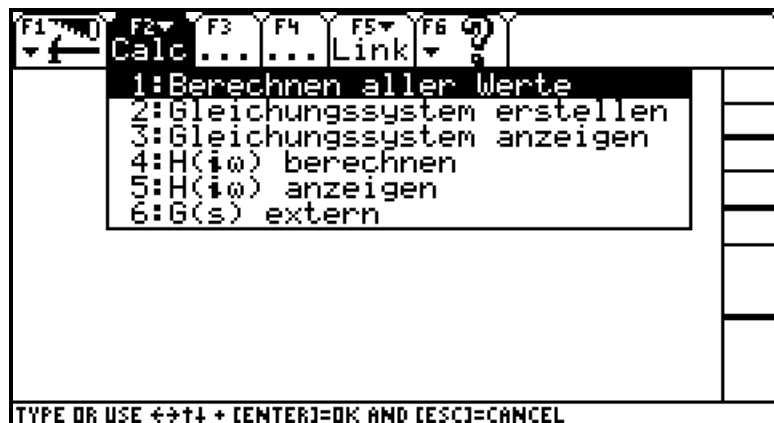 F1 F2 F3 F4 F5 F6
Calc ... ... Link
1:Berechnen aller Werte
2:Gleichungssystem erstellen
3:Gleichungssystem anzeigen
4:H(iω) berechnen
5:H(iω) anzeigen
6:G(s) extern
TYPE OR USE ←→↑↓ + [ENTER]=OK AND [ESC]=CANCEL